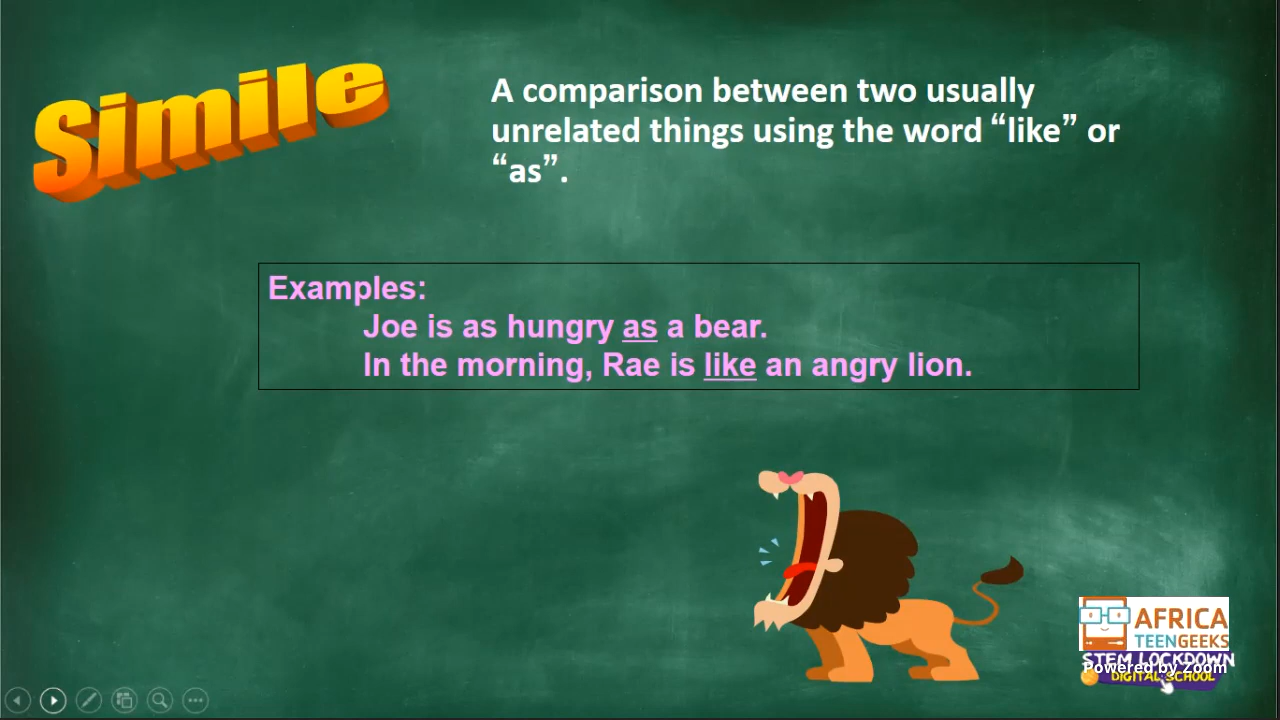 Simile
A comparison between two usually
unrelated things using the word “like” or
“as”.
Examples:
Joe is as hungry as a bear.
In the morning, Rae is like an angry lion.
AFRICA
TEENGEEKS
STEM LOCKDOWN
Powered by Zoom
DIGITAL SCHOOL